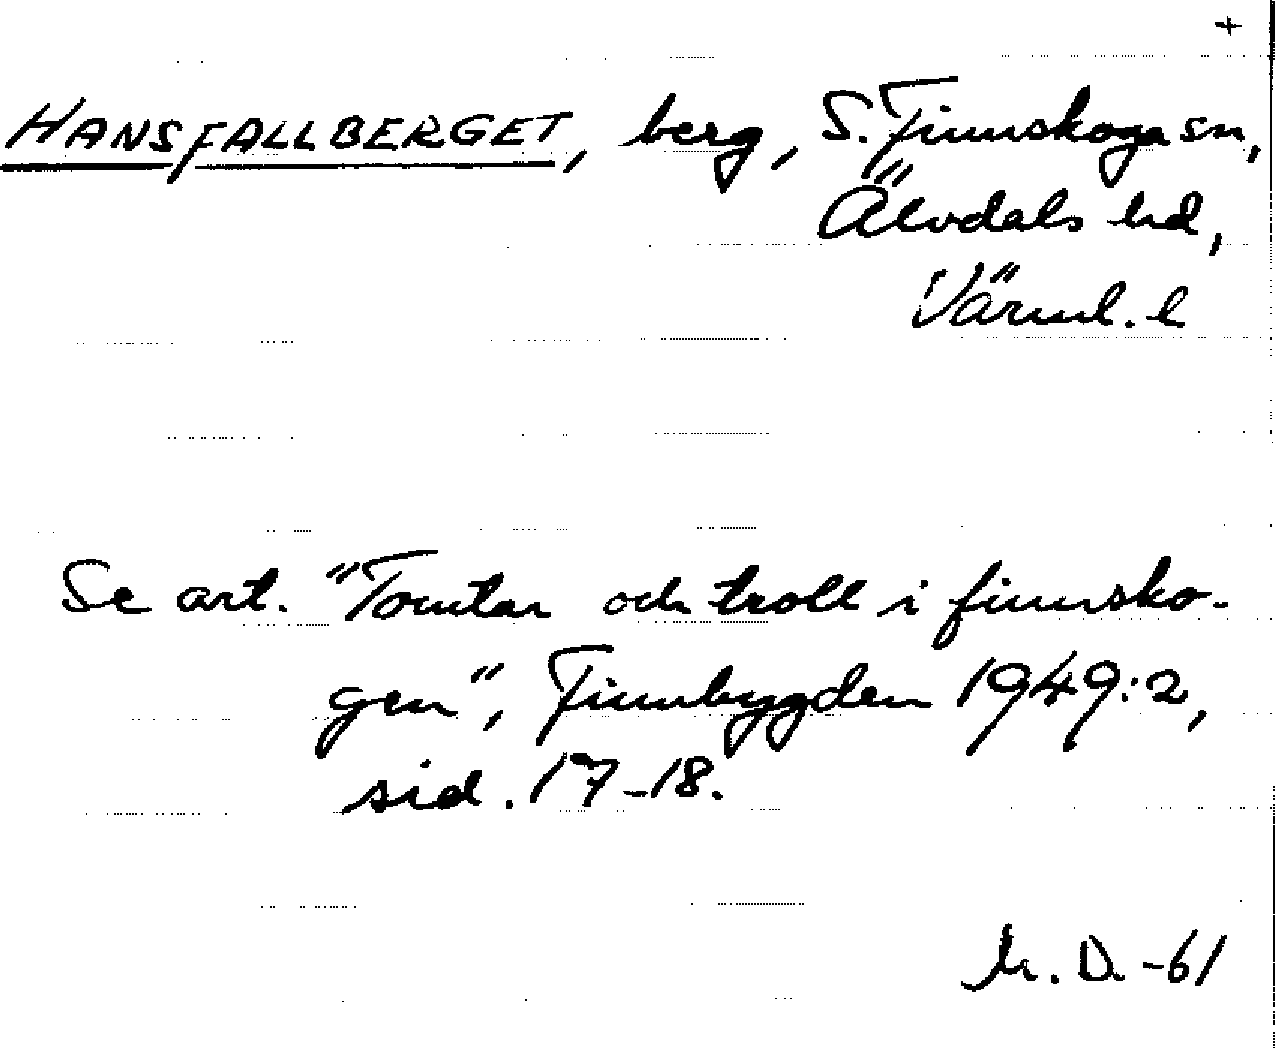 +
HANSFALLBERGET, berg, S. Finnskoga sn,
Älvdals hd,
Värml. l
Se art. "Tomtar och troll i finnsko-
gen", Finnbygden 1949:2,
sid. 17-18.
M. D. -61